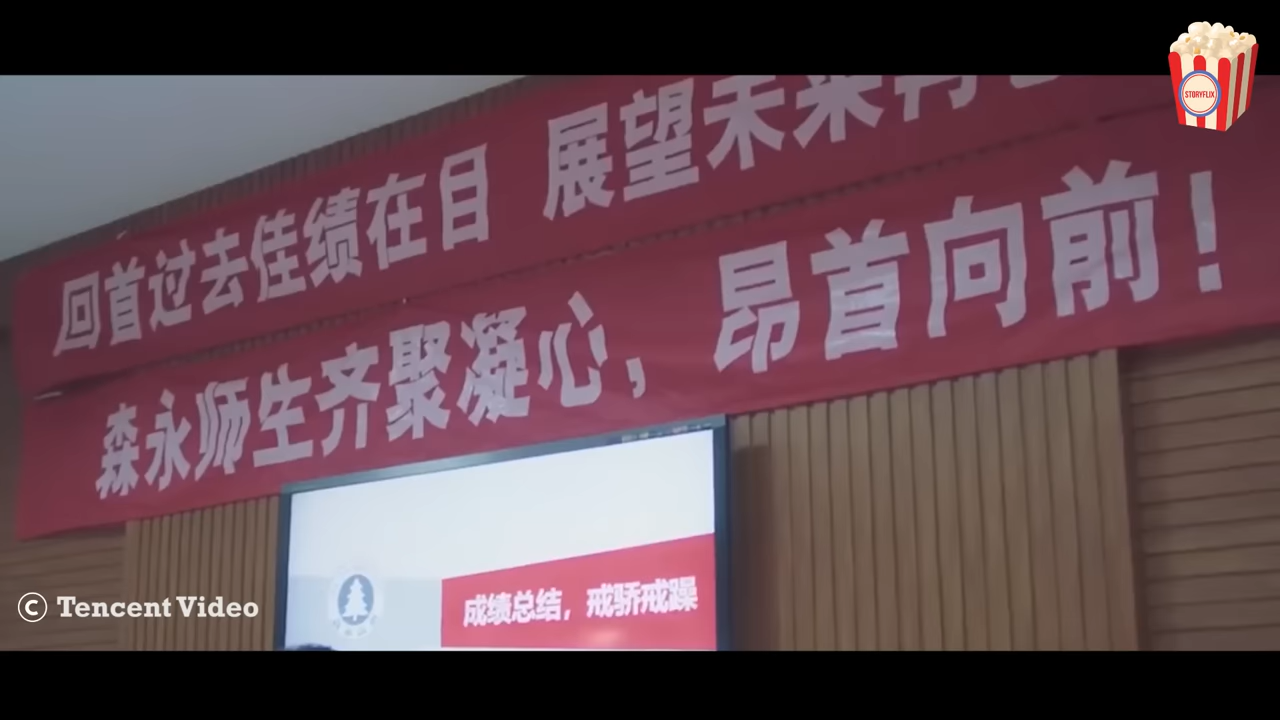 STORYFLIX
回首过去佳绩在目 展望未来再
森永师生齐聚凝心，昂首向前！
成绩总结，戒骄戒躁
© Tencent Video